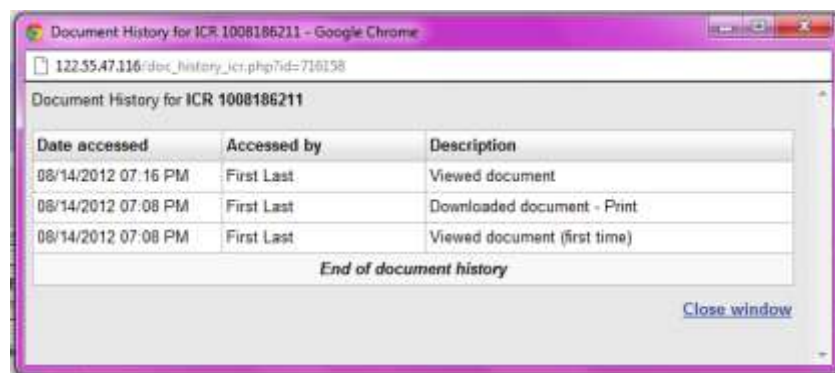 Document History for ICR 1008186211 - Google Chrome
122.55.47.116/doc_history_icr.php?id=716158
Document History for ICR 1008186211
Date accessed Accessed by Description
08/14/2012 07:16 PM First Last Viewed document
08/14/2012 07:08 PM First Last Downloaded document - Print
08/14/2012 07:08 PM First Last Viewed document (first time)
End of document history
Close window